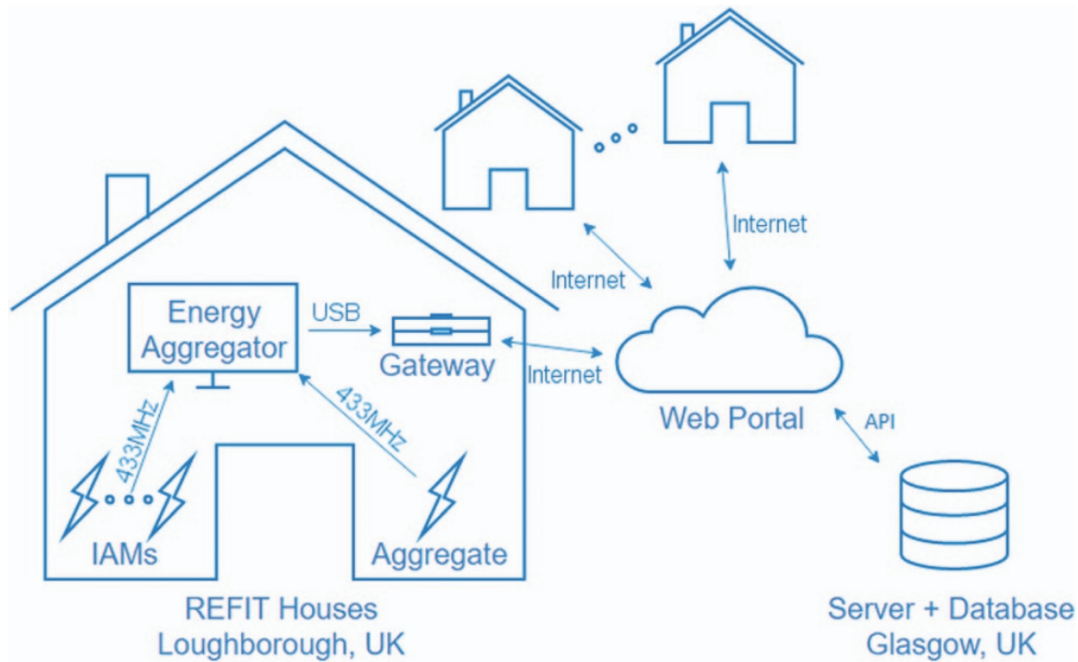 Internet
Internet
Energy
Aggregator
USB
Gateway
Internet
433MHz
433MHz
Web Portal
API
IAMs
Aggregate
REFIT Houses
Loughborough, UK
Server + Database
Glasgow, UK